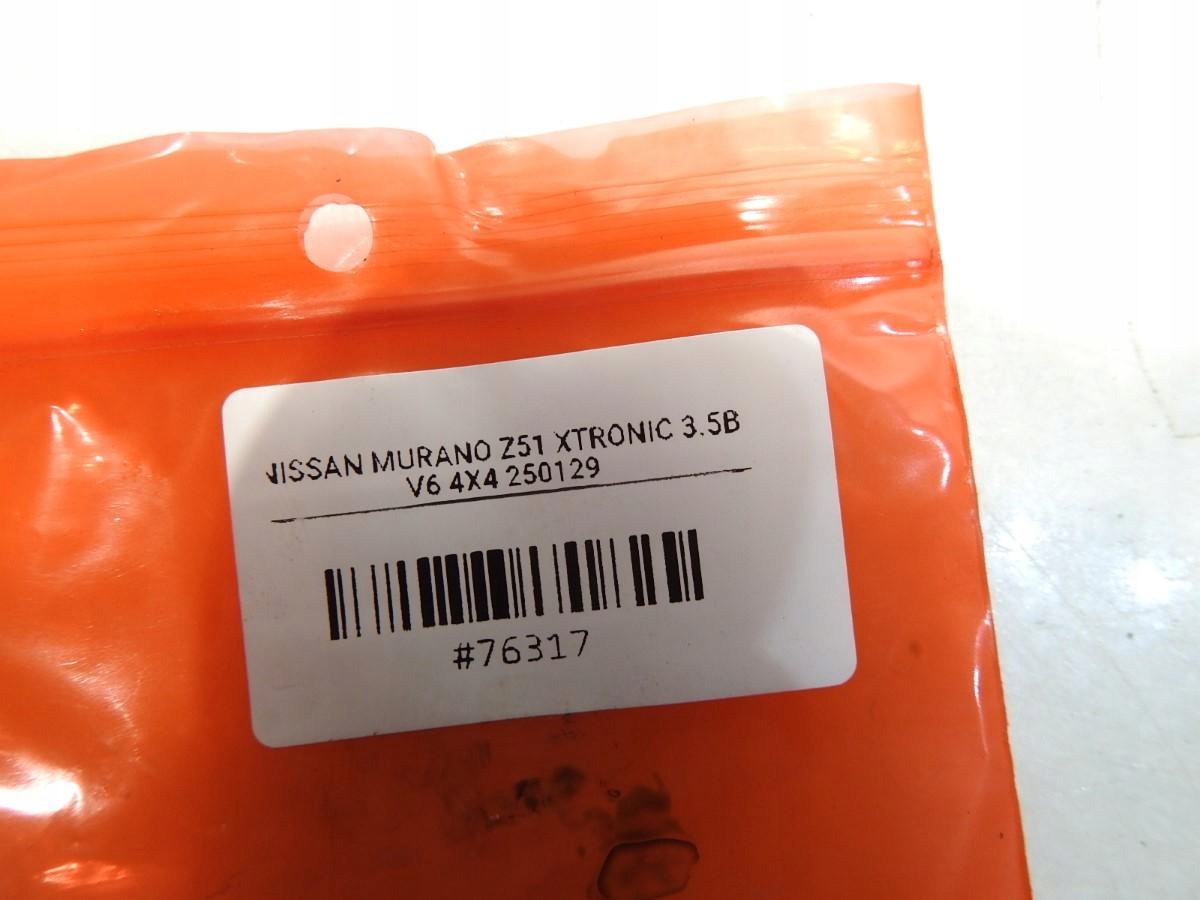 NISSAN MURANO Z51 XTRONIC 3.5B
V6 4X4 250129
#76317